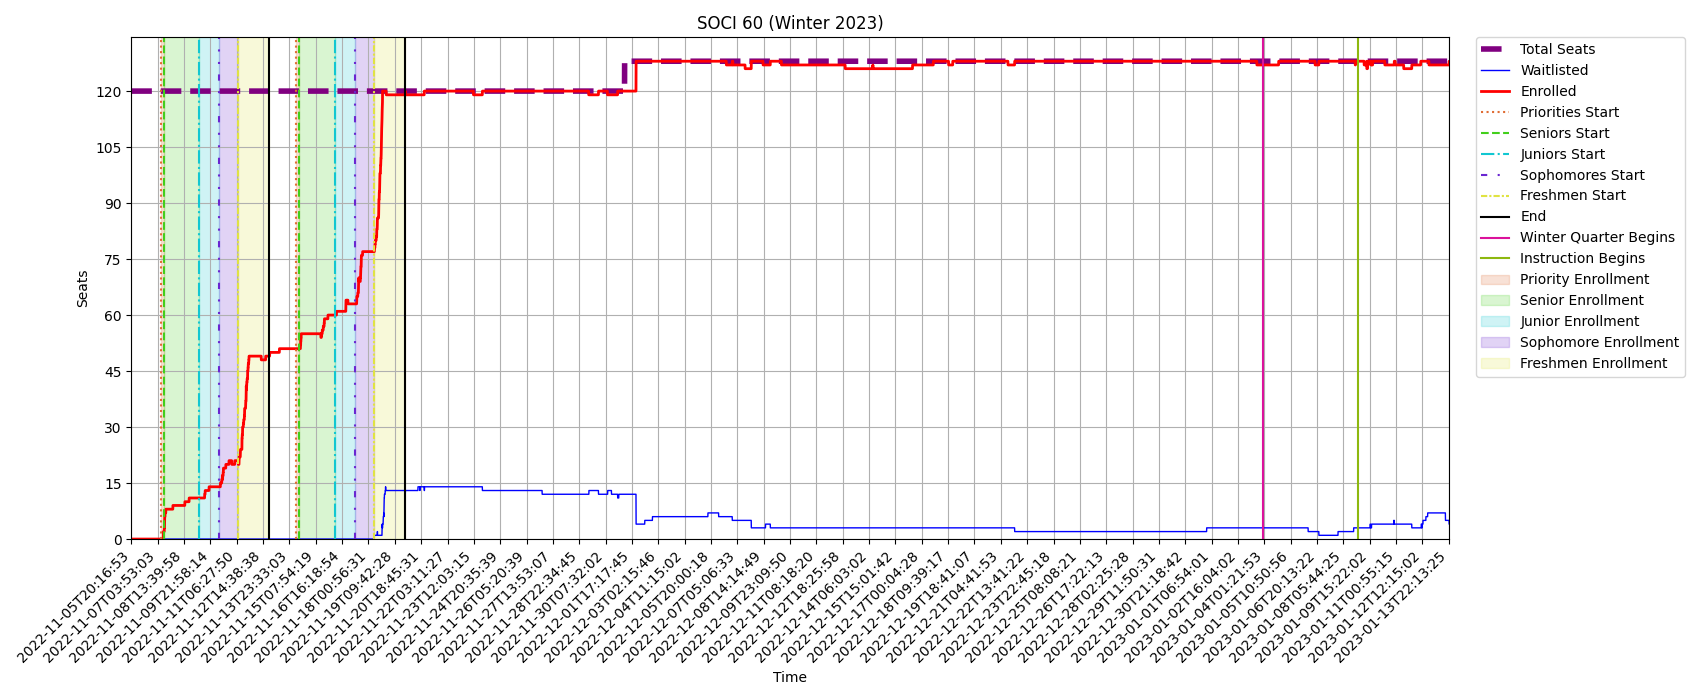 SOCI 60 (Winter 2023)
Seats
120
105
90
75
60
45
30
15
0
2022-11-05T20:16:53
2022-11-07T03:53:03
2022-11-08T13:39:58
2022-11-09T21:58:14
2022-11-11T06:27:50
2022-11-12T14:38:38
2022-11-13T23:33:03
2022-11-15T07:54:19
2022-11-16T16:18:54
2022-11-18T00:56:31
2022-11-19T09:42:28
2022-11-20T18:45:31
2022-11-22T03:11:27
2022-11-23T12:03:15
2022-11-24T20:35:39
2022-11-26T05:20:39
2022-11-27T13:53:07
2022-11-28T22:34:45
2022-11-30T07:32:02
2022-12-01T17:17:45
2022-12-03T02:15:46
2022-12-04T11:15:02
2022-12-05T20:00:18
2022-12-07T05:06:33
2022-12-08T14:14:49
2022-12-09T23:09:50
2022-12-11T08:18:20
2022-12-12T18:25:58
2022-12-14T06:03:02
2022-12-15T15:01:42
2022-12-17T00:04:28
2022-12-18T09:39:17
2022-12-19T18:41:07
2022-12-21T04:41:53
2022-12-22T13:41:22
2022-12-23T22:45:18
2022-12-25T08:08:21
2022-12-26T17:22:13
2022-12-28T02:25:28
2022-12-29T11:50:31
2022-12-30T21:18:42
2023-01-01T06:54:01
2023-01-02T16:04:02
2023-01-04T01:21:53
2023-01-05T10:50:56
2023-01-06T20:13:22
2023-01-08T05:44:25
2023-01-09T15:22:02
2023-01-11T00:55:15
2023-01-12T12:15:02
2023-01-13T22:13:25
Time
Total Seats
Waitlisted
Enrolled
Priorities Start
Seniors Start
Juniors Start
Sophomores Start
Freshmen Start
End
Winter Quarter Begins
Instruction Begins
Priority Enrollment
Senior Enrollment
Junior Enrollment
Sophomore Enrollment
Freshmen Enrollment